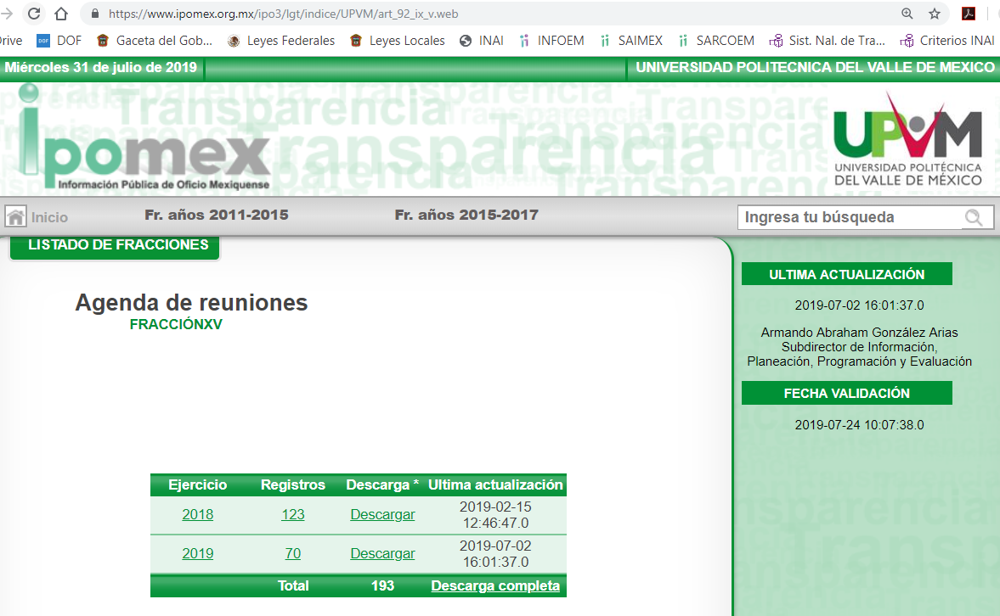 https://www.ipomex.org.mx/ipo3/lgt/indice/UPVM/art_92_ix_v.web
Drive DOF Gaceta del Gob... Leyes Federales Leyes Locales INAI INFOEM SAIMEX SARCOEM Sist. Nal. de Tra... Criterios INAI
Miércoles 31 de julio de 2019 UNIVERSIDAD POLITECNICA DEL VALLE DE MEXICO
Transparencia
ipomex
Información Pública de Oficio Mexiquense
UPVM
UNIVERSIDAD POLITÉCNICA
DEL VALLE DE MÉXICO
Inicio Fr. años 2011-2015 Fr. años 2015-2017 Ingresa tu búsqueda
LISTADO DE FRACCIONES
Agenda de reuniones
FRACCIÓNXV
ULTIMA ACTUALIZACIÓN
2019-07-02 16:01:37.0
Armando Abraham González Arias
Subdirector de Información,
Planeación, Programación y Evaluación
FECHA VALIDACIÓN
2019-07-24 10:07:38.0
Ejercicio Registros Descarga * Ultima actualización
2018 123 Descargar 2019-02-15
12:46:47.0
2019 70 Descargar 2019-07-02
16:01:37.0
Total 193 Descarga completa